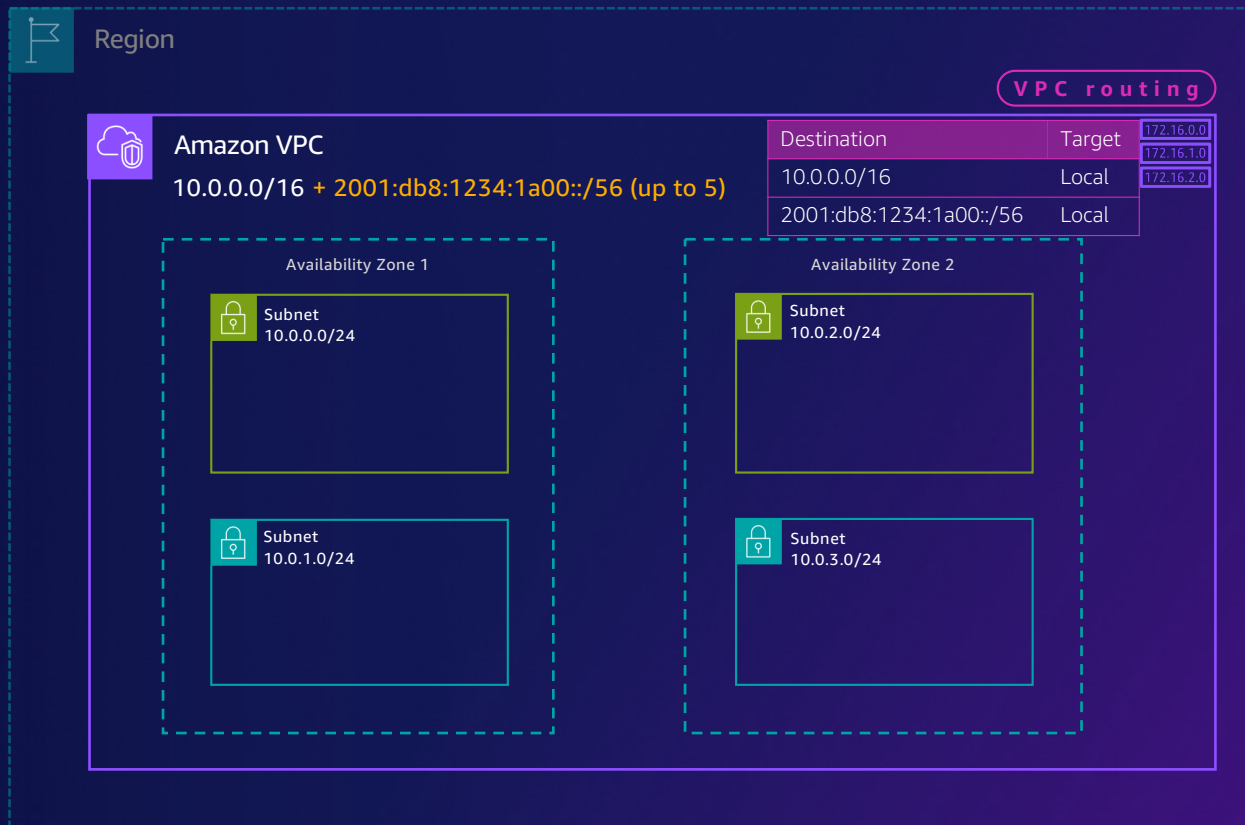 Region
VPC routing
Amazon VPC
10.0.0.0/16 + 2001:db8:1234:1a00::/56 (up to 5)
Destination Target
10.0.0.0/16 Local
2001:db8:1234:1a00::/56 Local
172.16.0.0
172.16.1.0
172.16.2.0
Availability Zone 1
Subnet
10.0.0.0/24
Subnet
10.0.1.0/24
Availability Zone 2
Subnet
10.0.2.0/24
Subnet
10.0.3.0/24